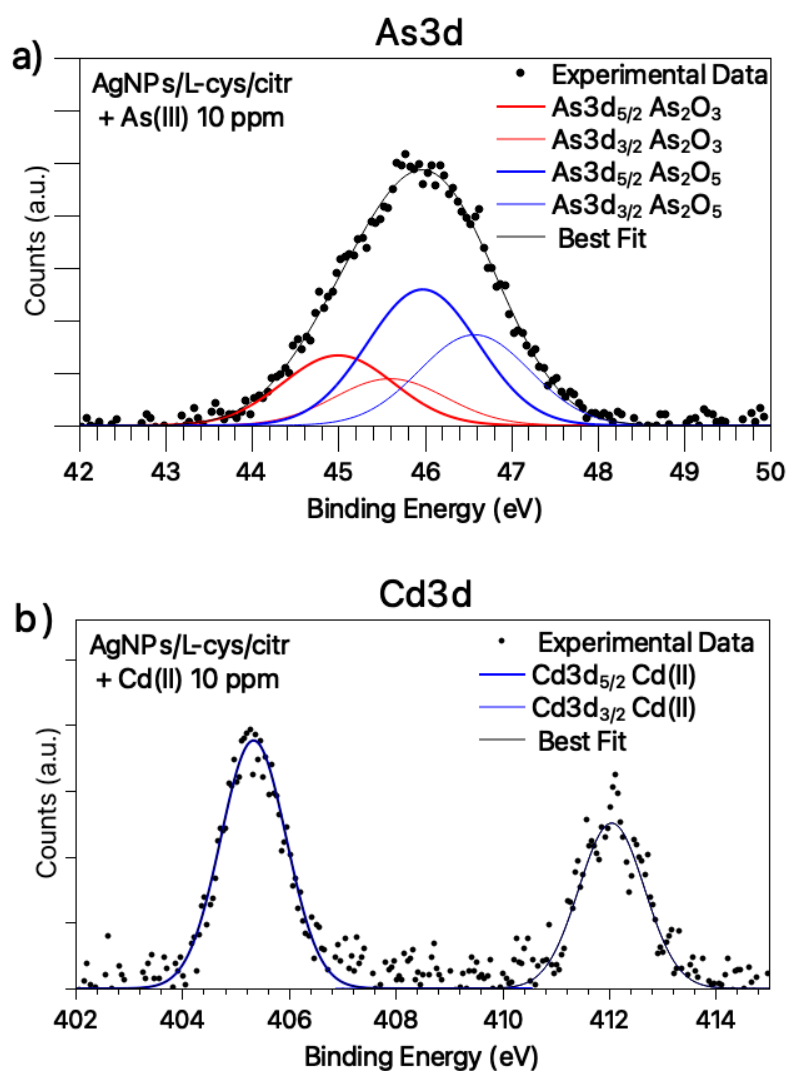 As3d
a)
AgNPs/L-cys/citr
+ As(III) 10 ppm
Experimental Data
As3d₅/₂ As₂O₃
As3d₃/₂ As₂O₃
As3d₅/₂ As₂O₅
As3d₃/₂ As₂O₅
Best Fit
Counts (a.u.)
42 43 44 45 46 47 48 49 50
Binding Energy (eV)
Cd3d
b)
AgNPs/L-cys/citr
+ Cd(II) 10 ppm
Experimental Data
Cd3d₅/₂ Cd(II)
Cd3d₃/₂ Cd(II)
Best Fit
Counts (a.u.)
402 404 406 408 410 412 414
Binding Energy (eV)